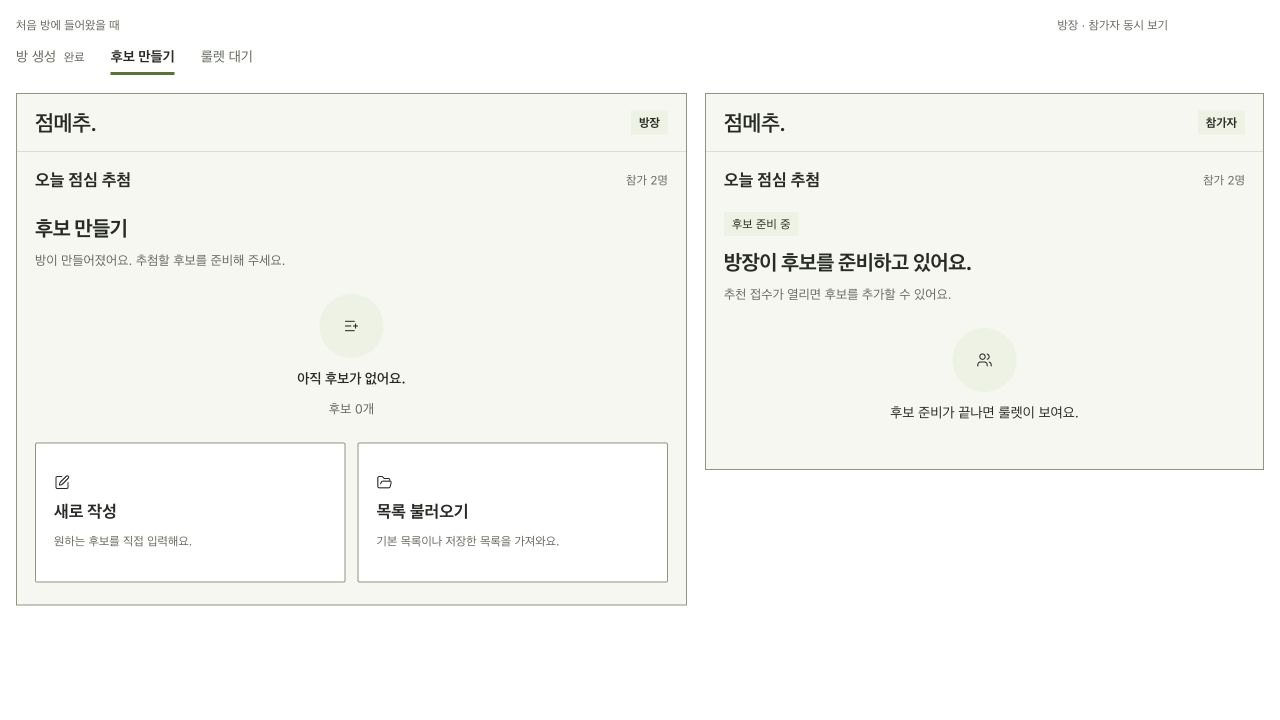 처음 방에 들어왔을 때
방장 · 참가자 동시 보기
방 생성 완료
후보 만들기
룰렛 대기
점메추.
방장
오늘 점심 추첨
참가 2명
후보 만들기
방이 만들어졌어요. 추첨할 후보를 준비해 주세요.
아직 후보가 없어요.
후보 0개
새로 작성
원하는 후보를 직접 입력해요.
목록 불러오기
기본 목록이나 저장한 목록을 가져와요.
점메추.
참가자
오늘 점심 추첨
참가 2명
후보 준비 중
방장이 후보를 준비하고 있어요.
추천 접수가 열리면 후보를 추가할 수 있어요.
후보 준비가 끝나면 룰렛이 보여요.